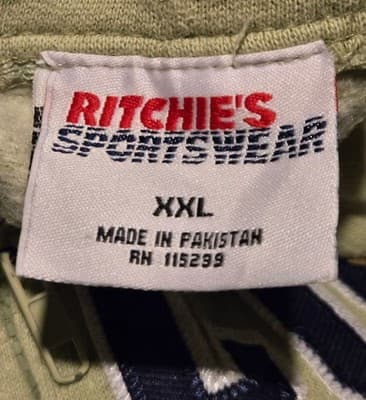 RITCHIE'S
SPORTSWEAR
XXL
MADE IN PAKISTAN
RN 115299